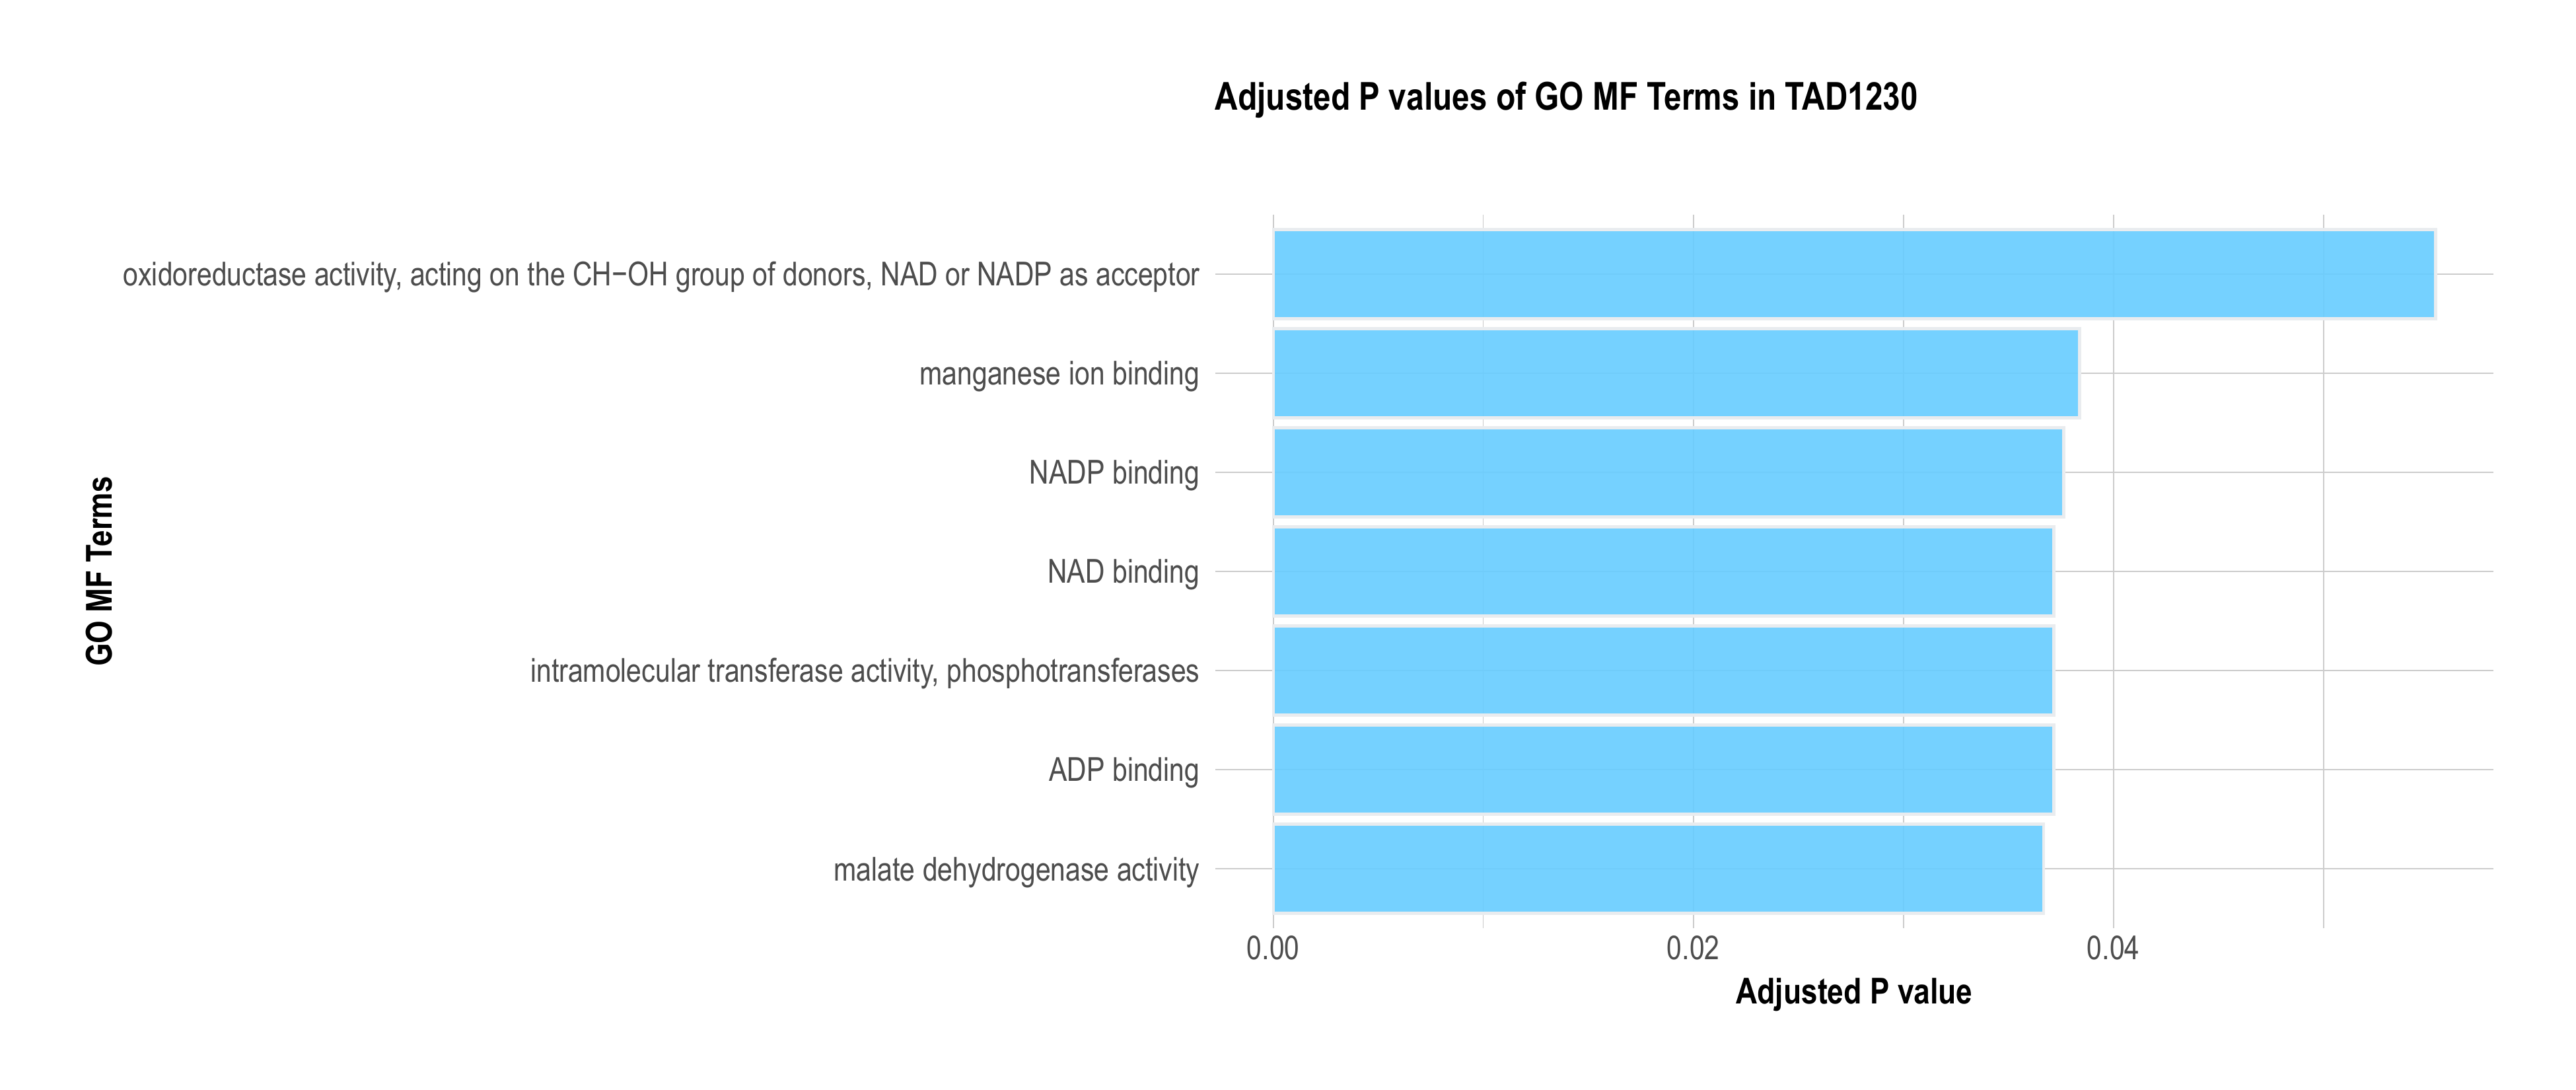 Adjusted P values of GO MF Terms in TAD1230
oxidoreductase activity, acting on the CH−OH group of donors, NAD or NADP as acceptor
manganese ion binding
NADP binding
NAD binding
intramolecular transferase activity, phosphotransferases
ADP binding
malate dehydrogenase activity
GO MF Terms
0.00
0.02
0.04
Adjusted P value